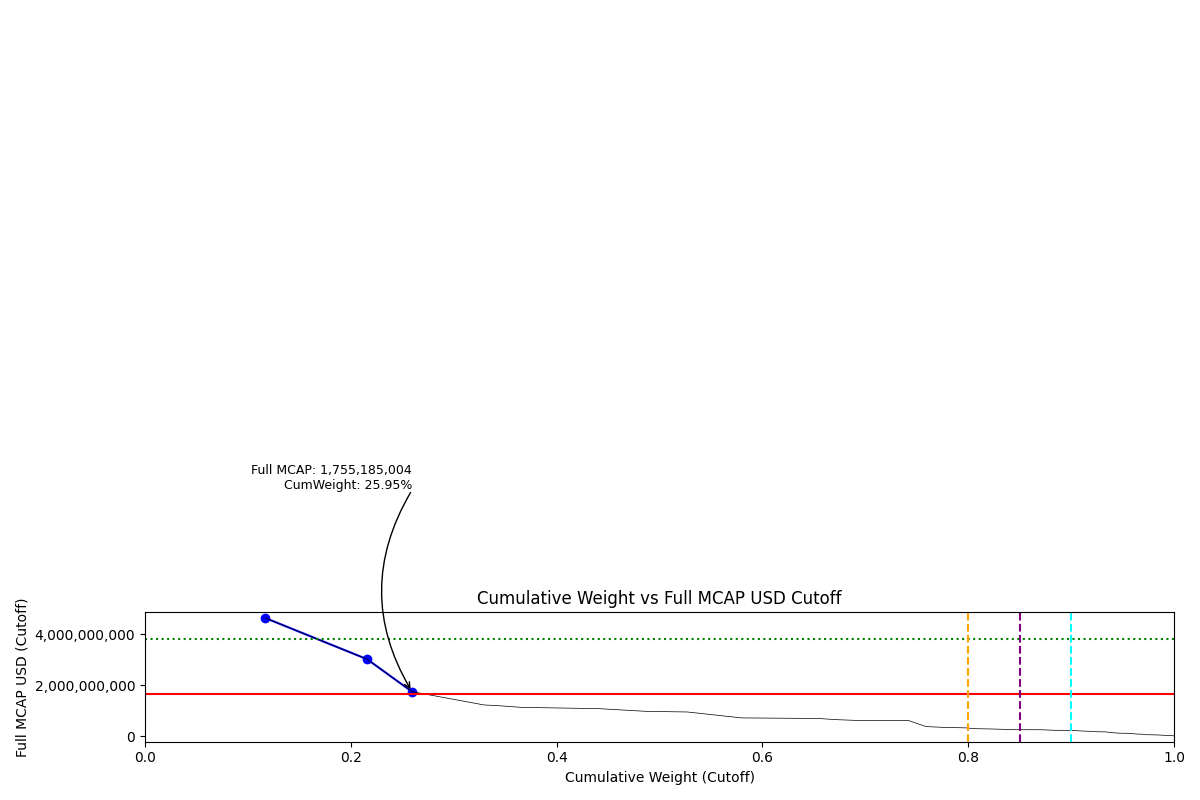 Full MCAP: 1,755,185,004
CumWeight: 25.95%
Cumulative Weight vs Full MCAP USD Cutoff
Full MCAP USD (Cutoff)
4,000,000,000
2,000,000,000
0
0.0 0.2 0.4 0.6 0.8 1.0
Cumulative Weight (Cutoff)